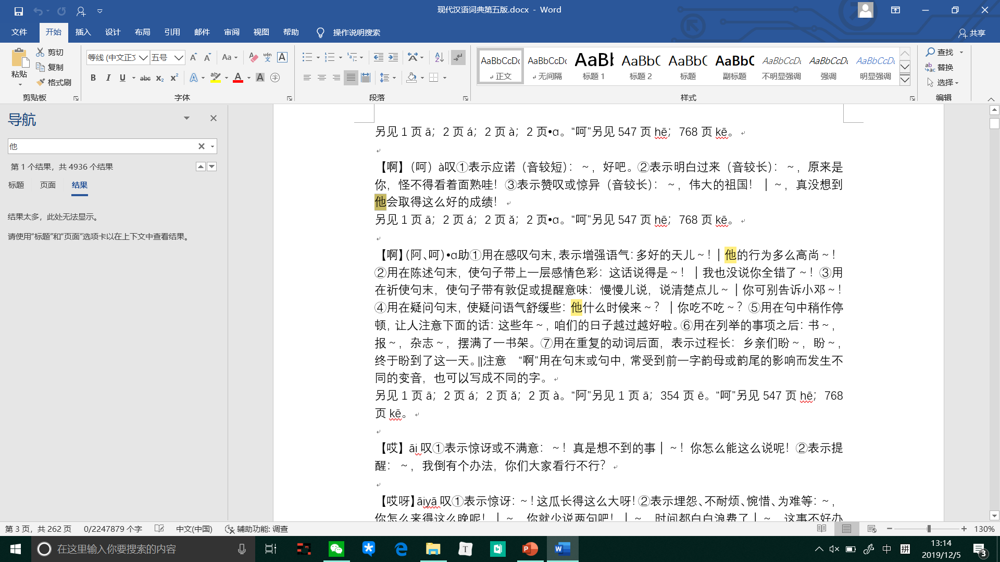 现代汉语词典第五版.docx - Word
文件 开始 插入 设计 布局 引用 邮件 审阅 视图 帮助 操作说明搜索 共享
粘贴 剪切 复制 格式刷 剪贴板
等线 (中文正文 五号 Aa wén 文 A
B I U abc x₂ x² A ab A A 字
字体 段落
AaBbCcDc AaBbCcDc AaBb AaBbC AaBbC AaBbC AaBbCcDc AaBbCcDc AaBbCcDc
正文 无间隔 标题 1 标题 2 标题 副标题 不明显强调 强调 明显强调
样式
查找 替换 选择 编辑
导航
他
第 1 个结果，共 4936 个结果
标题 页面 结果
结果太多，此处无法显示。
请使用“标题”和“页面”选项卡以在上下文中查看结果。
另见 1 页 ā；2 页 á；2 页 à；2 页•ɑ。“呵”另见 547 页 hē；768 页 kē。
【啊】（呵）à叹①表示应诺（音较短）：～，好吧。②表示明白过来（音较长）：～，原来是
你，怪不得看着面熟哇！③表示赞叹或惊异（音较长）：～，伟大的祖国！｜～，真没想到
他会取得这么好的成绩！
另见 1 页 ā；2 页 á；2 页 ǎ；2 页•ɑ。“呵”另见 547 页 hē；768 页 kē。
【啊】（阿、呵）•ɑ助①用在感叹句末，表示增强语气：多好的天儿～！｜他的行为多么高尚～！
②用在陈述句末，使句子带上一层感情色彩：这话说得是～！｜我也没说你全错了～！③用
在祈使句末，使句子带有敦促或提醒意味：慢慢儿说，说清楚点儿～｜你可别告诉小邓～！
④用在疑问句末，使疑问语气舒缓些：他什么时候来～？｜你吃不吃～？⑤用在句中稍作停
顿，让人注意下面的话：这些年～，咱们的日子越过越好啦。⑥用在列举的事项之后：书～，
报～，杂志～，摆满了一书架。⑦用在重复的动词后面，表示过程长：乡亲们盼～，盼～，
终于盼到了这一天。‖注意　“啊”用在句末或句中，常受到前一字韵母或韵尾的影响而发生不
同的变音，也可以写成不同的字。
另见 1 页 ā；2 页 á；2 页 ǎ；2 页 à。“阿”另见 1 页 ā；354 页 ē。“呵”另见 547 页 hē；768
页 kē。
【哎】 āi 叹①表示惊讶或不满意：～！真是想不到的事｜～！你怎么能这么说呢！②表示提
醒：～，我倒有个办法，你们大家看行不行？
【哎呀】āiyā 叹①表示惊讶：～！这瓜长得这么大呀！②表示埋怨、不耐烦、惋惜、为难等：～，
你怎么来得这么晚呢！｜～，你就少说两句吧！｜～，时间都白白浪费了｜～，这事不好办
第 3 页，共 262 页 0/2247879 个字 中文(中国) 辅助功能: 调查 130%
在这里输入你要搜索的内容
中 拼 13:14
2019/12/5 3